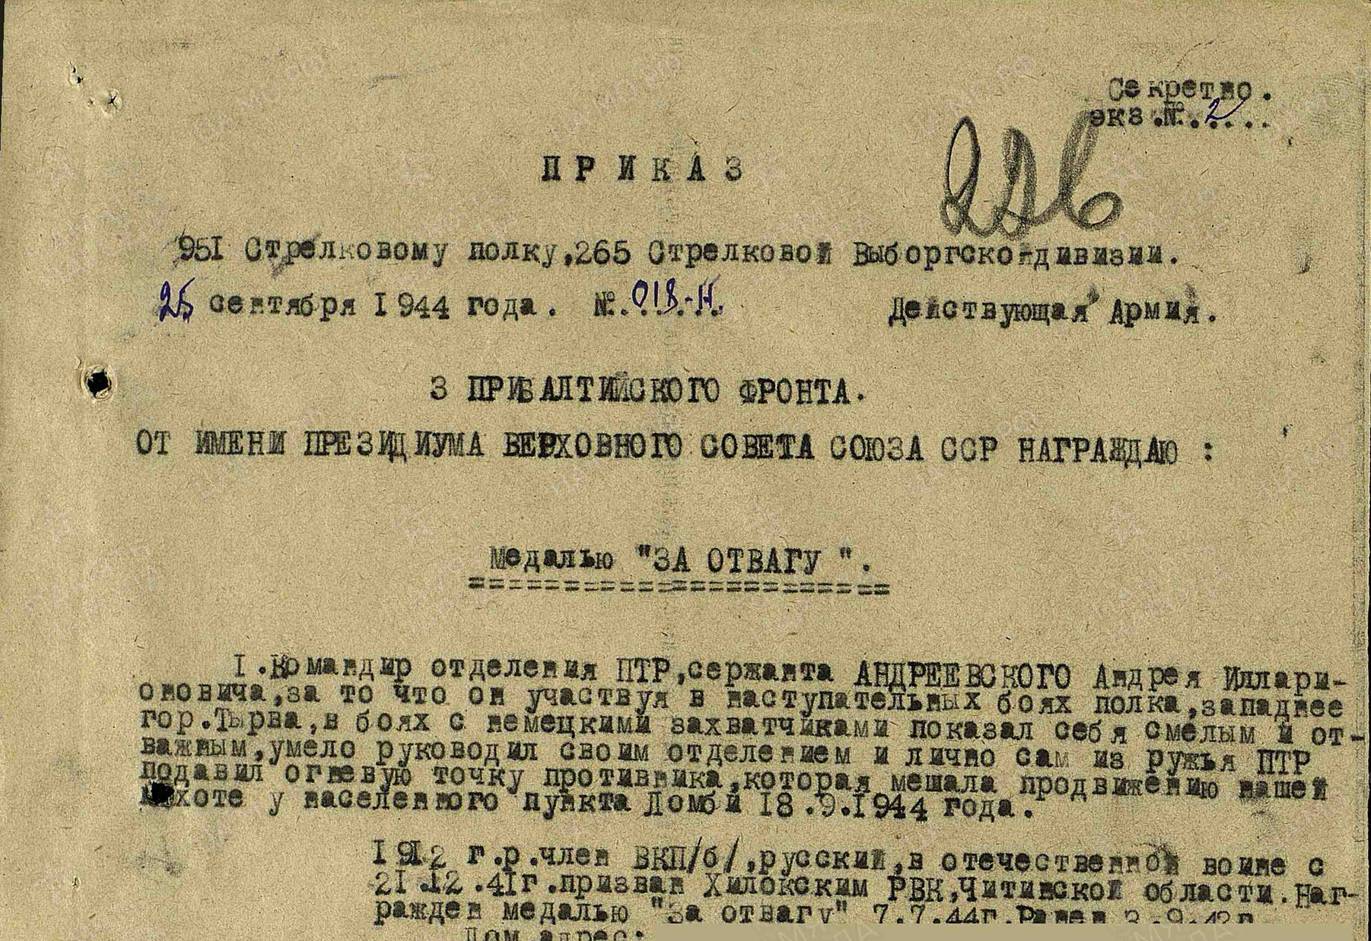 Секретно.
экз.№.2....
226
ПРИКАЗ
951 Стрелковому полку,265 Стрелковой Выборгской дивизии.
25 сентября 1944 года. №.018-Н. Действующая Армия.
3 ПРИБАЛТИЙСКОГО ФРОНТА.
ОТ ИМЕНИ ПРЕЗИДИУМА ВЕРХОВНОГО СОВЕТА СОЮЗА ССР НАГРАЖДАЮ :
Медалью "ЗА ОТВАГУ ".
1.Командир отделения ПТР,сержанта АНДРЕЕВСКОГО Андрея Иллари-
оновича,за то что он участвуя в наступательных боях полка,западнее
гор.Тырва,в боях с немецкими захватчиками показал себя смелым и от-
важным,умело руководил своим отделением и лично сам из ружья ПТР
подавил огневую точку противника,которая мешала продвижению нашей
пехоте у населенного пункта Домби 18.9.1944 года.
1912 г.р.член ВКП/б/,русский,в отечественной войне с
21.12.41г.призван Хилокским РВК,Читинской области.Наг-
ражден медалью "За отвагу" 7.7.44г.Ранен
Дом.адрес: